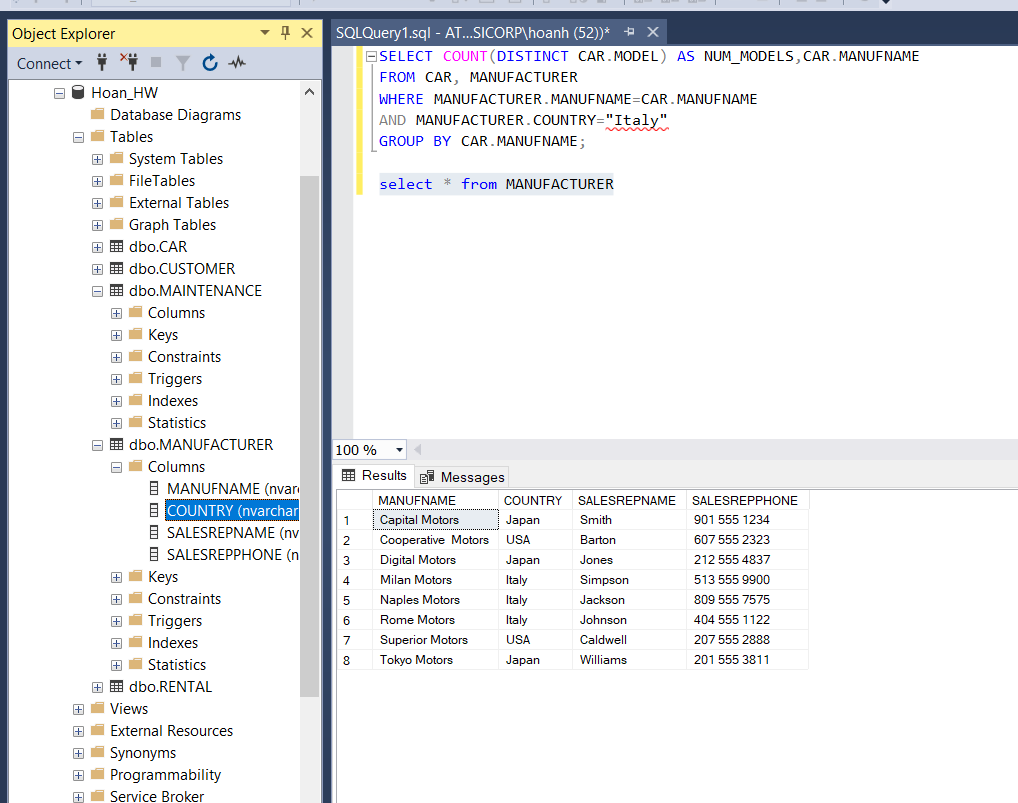 Object Explorer
Connect
Hoan_HW
Database Diagrams
Tables
System Tables
FileTables
External Tables
Graph Tables
dbo.CAR
dbo.CUSTOMER
dbo.MAINTENANCE
Columns
Keys
Constraints
Triggers
Indexes
Statistics
dbo.MANUFACTURER
Columns
MANUFNAME (nvar
COUNTRY (nvarchar
SALESREPNAME (nv
SALESREPPHONE (n
Keys
Constraints
Triggers
Indexes
Statistics
dbo.RENTAL
Views
External Resources
Synonyms
Programmability
Service Broker
SQLQuery1.sql - AT...SICORP\hoanh (52))*
SELECT COUNT(DISTINCT CAR.MODEL) AS NUM_MODELS,CAR.MANUFNAME
FROM CAR, MANUFACTURER
WHERE MANUFACTURER.MANUFNAME=CAR.MANUFNAME
AND MANUFACTURER.COUNTRY="Italy"
GROUP BY CAR.MANUFNAME;
select * from MANUFACTURER
100 %
Results Messages
MANUFNAME COUNTRY SALESREPNAME SALESREPPHONE
1 Capital Motors Japan Smith 901 555 1234
2 Cooperative  Motors USA Barton 607 555 2323
3 Digital Motors Japan Jones 212 555 4837
4 Milan Motors Italy Simpson 513 555 9900
5 Naples Motors Italy Jackson 809 555 7575
6 Rome Motors Italy Johnson 404 555 1122
7 Superior Motors USA Caldwell 207 555 2888
8 Tokyo Motors Japan Williams 201 555 3811